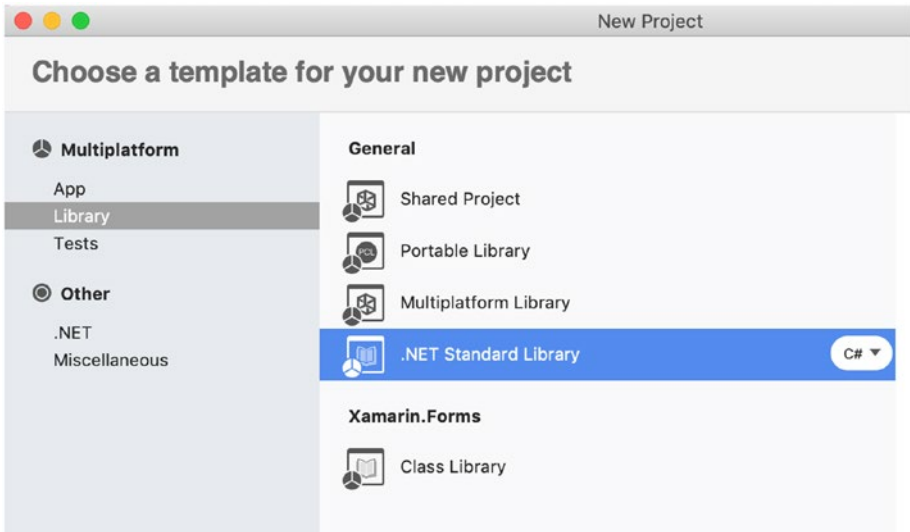 New Project
Choose a template for your new project
Multiplatform
App
Library
Tests
Other
.NET
Miscellaneous
General
Shared Project
PCL
Portable Library
Multiplatform Library
.NET Standard Library
C#
Xamarin.Forms
Class Library